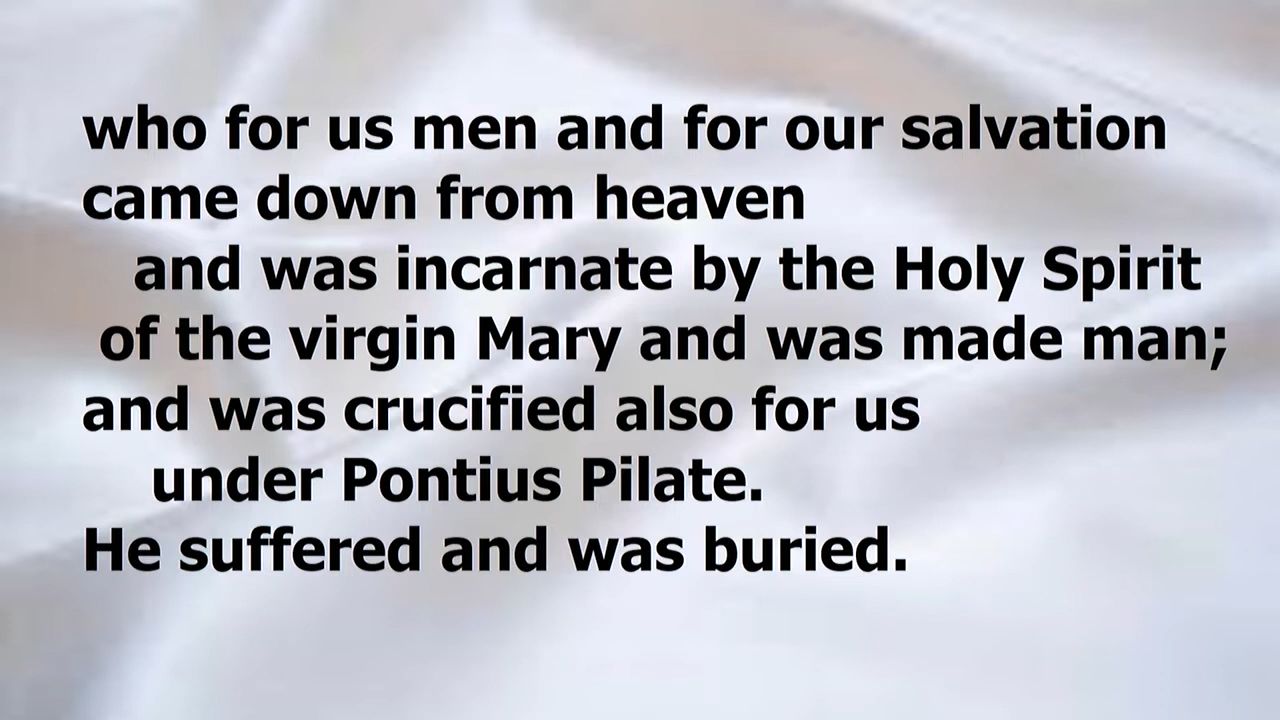 who for us men and for our salvation
came down from heaven
and was incarnate by the Holy Spirit
of the virgin Mary and was made man;
and was crucified also for us
under Pontius Pilate.
He suffered and was buried.